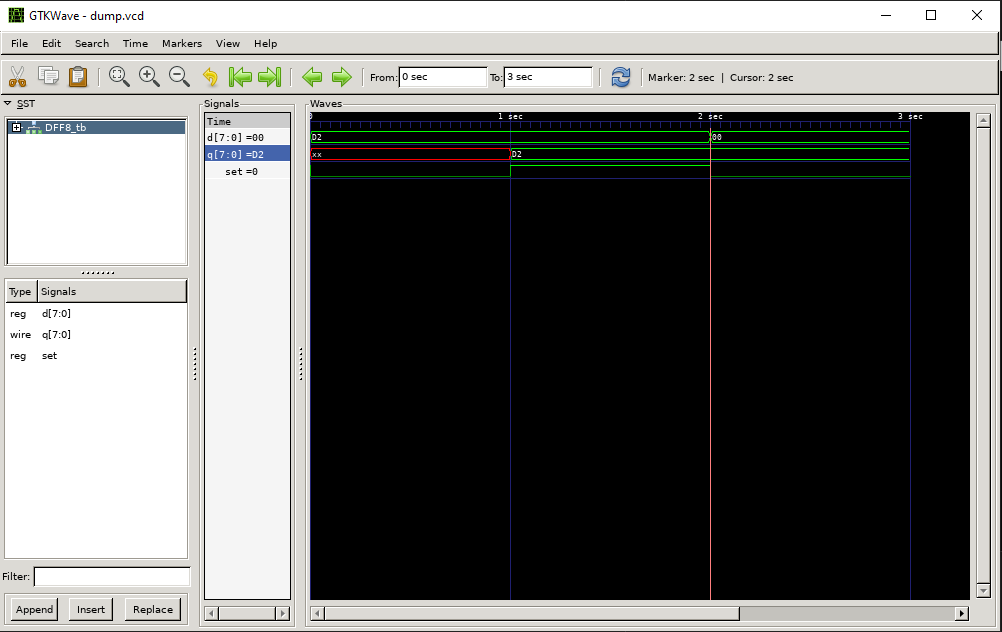 GTKWave - dump.vcd
File Edit Search Time Markers View Help
From: 0 sec To: 3 sec Marker: 2 sec | Cursor: 2 sec
SST
DFF8_tb
Type Signals
reg d[7:0]
wire q[7:0]
reg set
Filter:
Append Insert Replace
Signals
Time
d[7:0] =00
q[7:0] =D2
set =0
Waves
0 1 sec 2 sec 3 sec
D2 00
xx D2